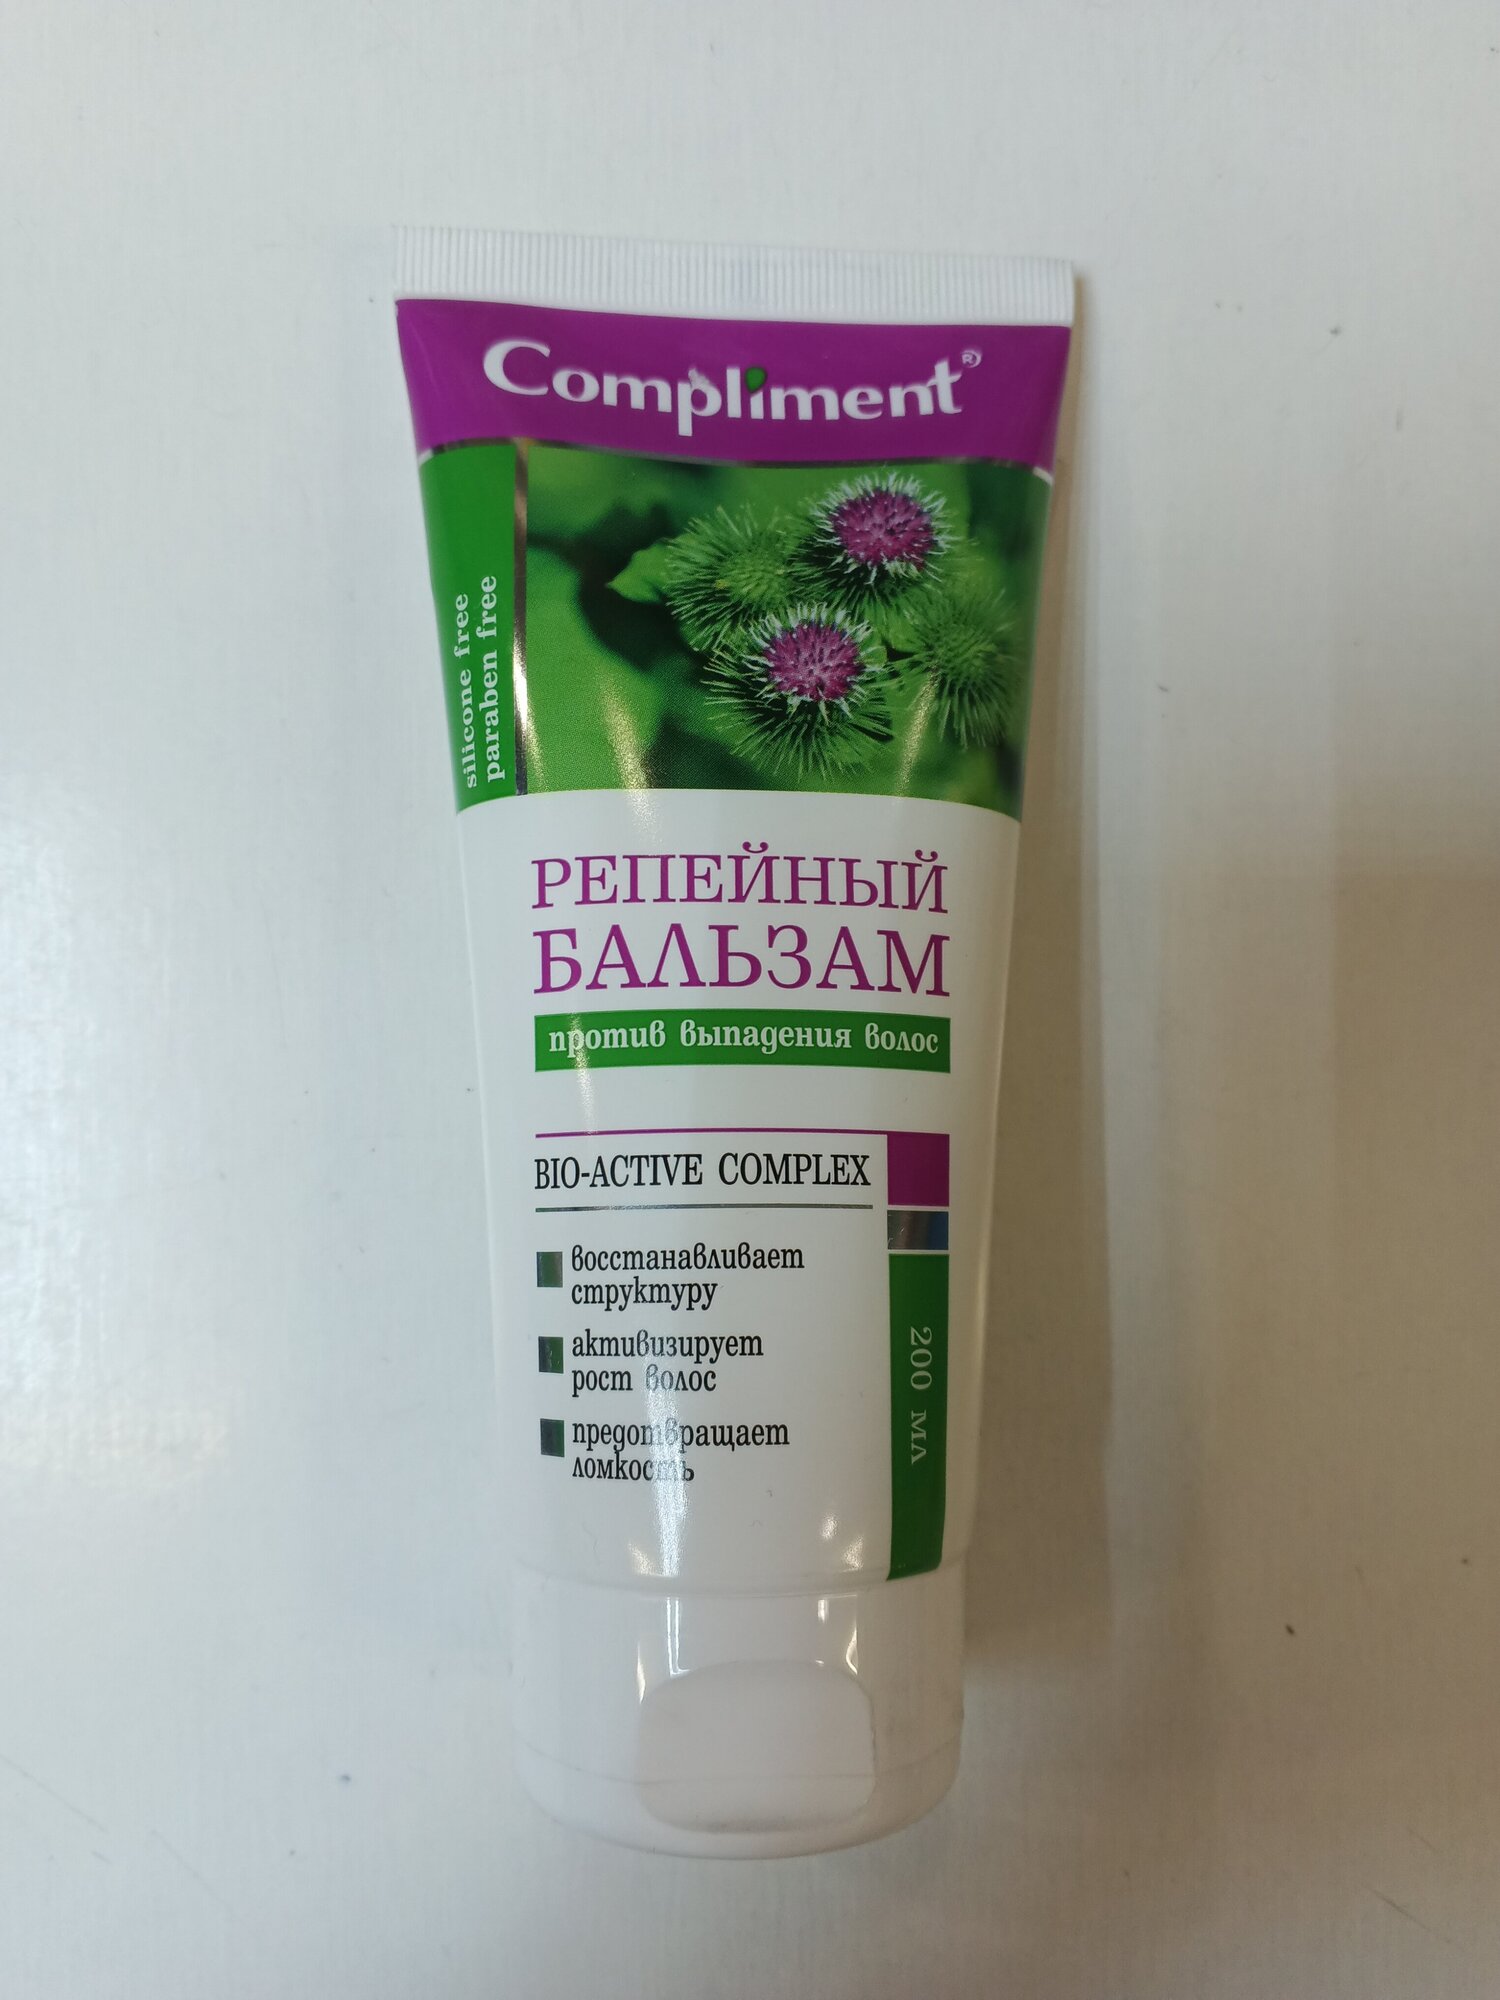 Compliment®
silicone free
paraben free
РЕПЕЙНЫЙ
БАЛЬЗАМ
против выпадения волос
BIO-ACTIVE COMPLEX
восстанавливает
структуру
активизирует
рост волос
предотвращает
ломкость
200 мл